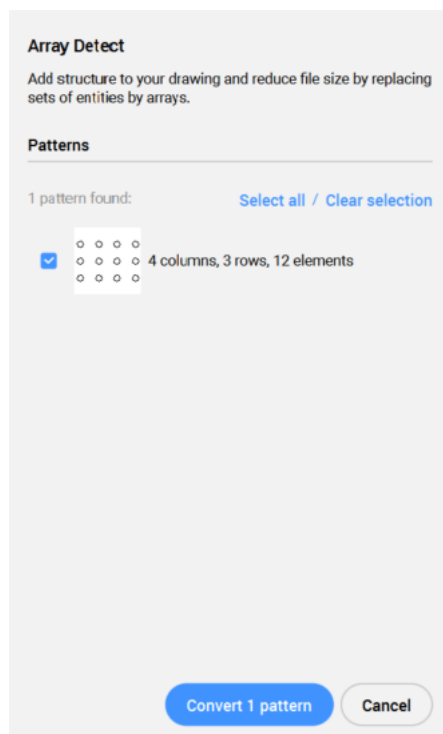 Array Detect
Add structure to your drawing and reduce file size by replacing
sets of entities by arrays.
Patterns
1 pattern found: Select all / Clear selection
4 columns, 3 rows, 12 elements
Convert 1 pattern Cancel